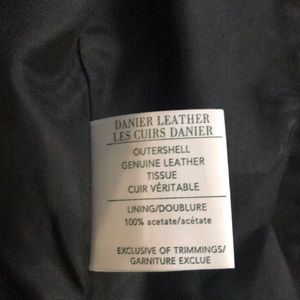 DANIER LEATHER
LES CUIRS DANIER
OUTERSHELL
GENUINE LEATHER
TISSUE
CUIR VÉRITABLE
LINING/DOUBLURE
100% acetate/acétate
EXCLUSIVE OF TRIMMINGS/
GARNITURE EXCLUE